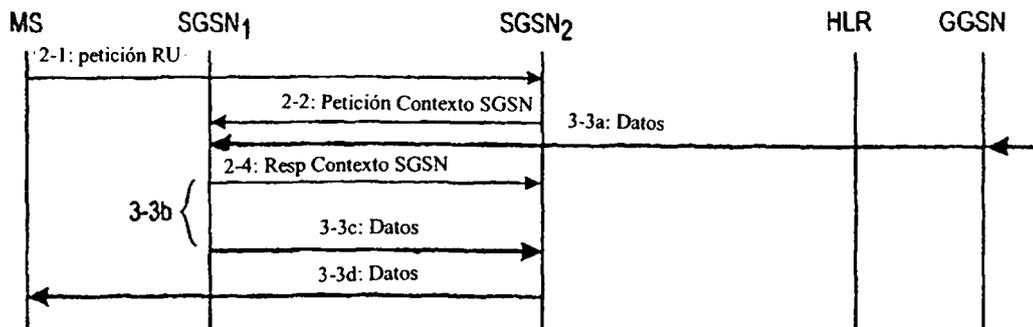 MS SGSN1 SGSN2 HLR GGSN
2-1: petición RU
2-2: Petición Contexto SGSN
3-3a: Datos
2-4: Resp Contexto SGSN
3-3b
3-3c: Datos
3-3d: Datos